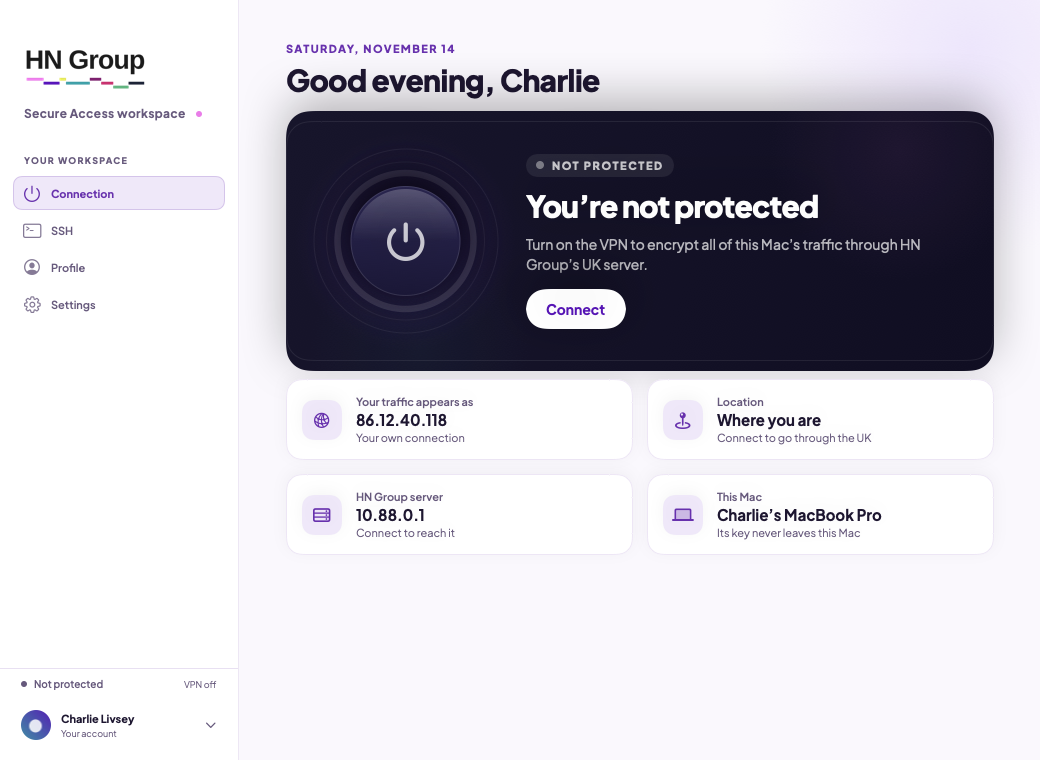 HN Group
Secure Access workspace
YOUR WORKSPACE
Connection
SSH
Profile
Settings
Not protected
VPN off
Charlie Livsey
Your account
SATURDAY, NOVEMBER 14
Good evening, Charlie
NOT PROTECTED
You’re not protected
Turn on the VPN to encrypt all of this Mac’s traffic through HN
Group’s UK server.
Connect
Your traffic appears as
86.12.40.118
Your own connection
Location
Where you are
Connect to go through the UK
HN Group server
10.88.0.1
Connect to reach it
This Mac
Charlie’s MacBook Pro
Its key never leaves this Mac